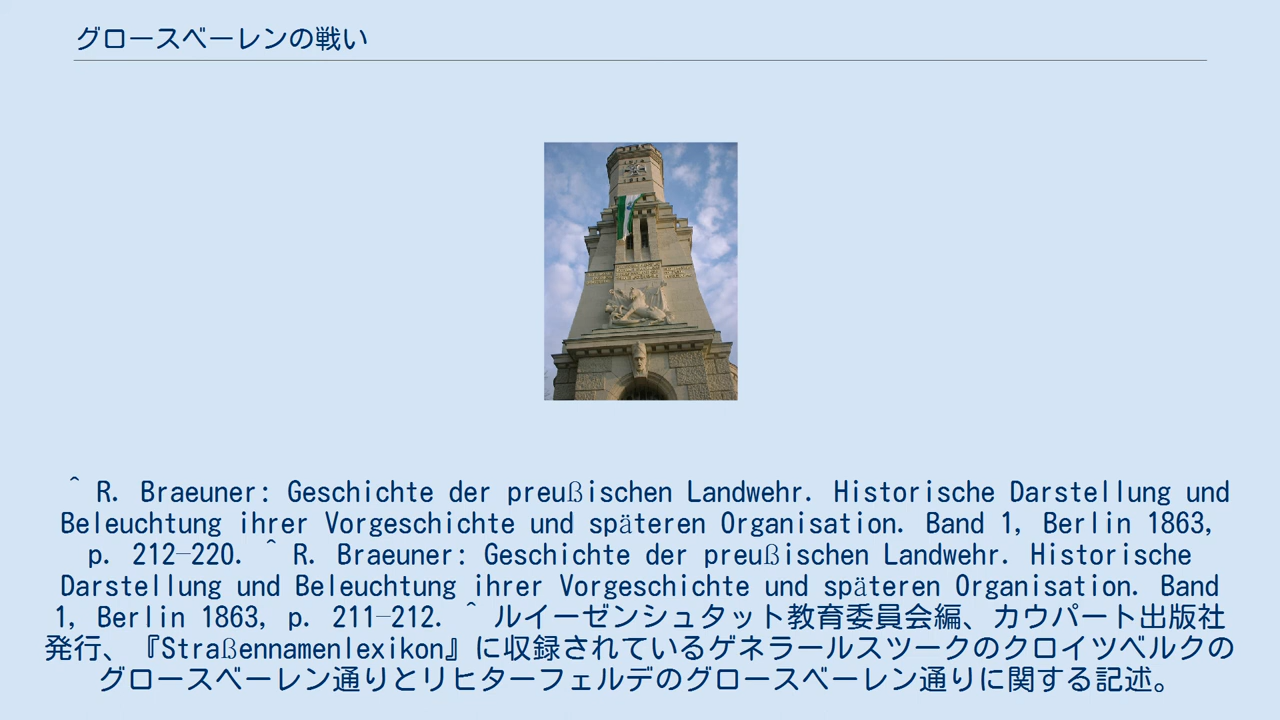 グロースベーレンの戦い
^ R. Braeuner: Geschichte der preußischen Landwehr. Historische Darstellung und
Beleuchtung ihrer Vorgeschichte und späteren Organisation. Band 1, Berlin 1863,
p. 212–220. ^ R. Braeuner: Geschichte der preußischen Landwehr. Historische
Darstellung und Beleuchtung ihrer Vorgeschichte und späteren Organisation. Band
1, Berlin 1863, p. 211–212. ^ ルイーゼンシュタット教育委員会編、カウパート出版社
発行、『Straßennamenlexikon』に収録されているゲネラールスツークのクロイツベルクの
グロースベーレン通りとリヒターフェルデのグロースベーレン通りに関する記述。